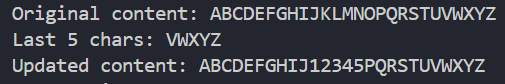 Original content: ABCDEFGHIJKLMNOPQRSTUVWXYZ
Last 5 chars: VWXYZ
Updated content: ABCDEFGHIJ12345PQRSTUVWXYZ